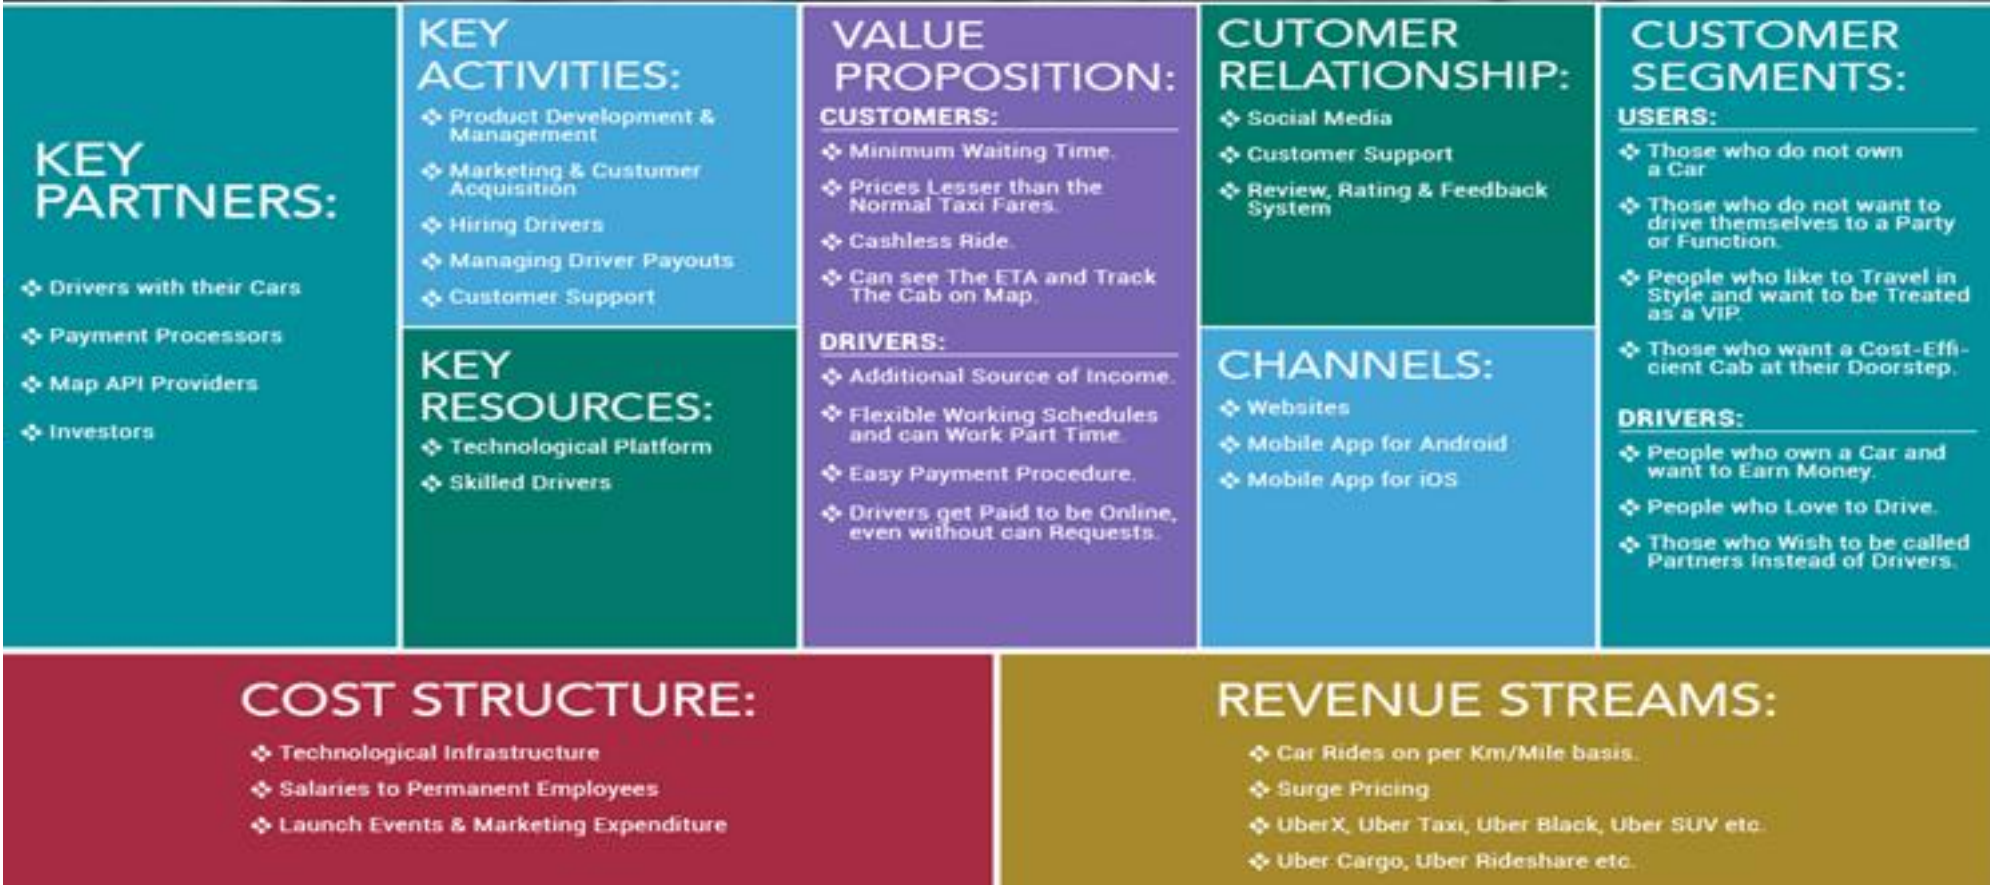 KEY
PARTNERS:
Drivers with their Cars
Payment Processors
Map API Providers
Investors
KEY
ACTIVITIES:
Product Development &
Management
Marketing & Custumer
Acquisition
Hiring Drivers
Managing Driver Payouts
Customer Support
KEY
RESOURCES:
Technological Platform
Skilled Drivers
VALUE
PROPOSITION:
CUSTOMERS:
Minimum Waiting Time.
Prices Lesser than the
Normal Taxi Fares.
Cashless Ride.
Can see The ETA and Track
The Cab on Map.
DRIVERS:
Additional Source of Income.
Flexible Working Schedules
and can Work Part Time.
Easy Payment Procedure.
Drivers get Paid to be Online,
even without can Requests.
CUTOMER
RELATIONSHIP:
Social Media
Customer Support
Review, Rating & Feedback
System
CHANNELS:
Websites
Mobile App for Android
Mobile App for iOS
CUSTOMER
SEGMENTS:
USERS:
Those who do not own
a Car
Those who do not want to
drive themselves to a Party
or Function.
People who like to Travel in
Style and want to be Treated
as a VIP.
Those who want a Cost-Effi-
cient Cab at their Doorstep.
DRIVERS:
People who own a Car and
want to Earn Money.
People who Love to Drive.
Those who Wish to be called
Partners Instead of Drivers.
COST STRUCTURE:
Technological Infrastructure
Salaries to Permanent Employees
Launch Events & Marketing Expenditure
REVENUE STREAMS:
Car Rides on per Km/Mile basis.
Surge Pricing
UberX, Uber Taxi, Uber Black, Uber SUV etc.
Uber Cargo, Uber Rideshare etc.